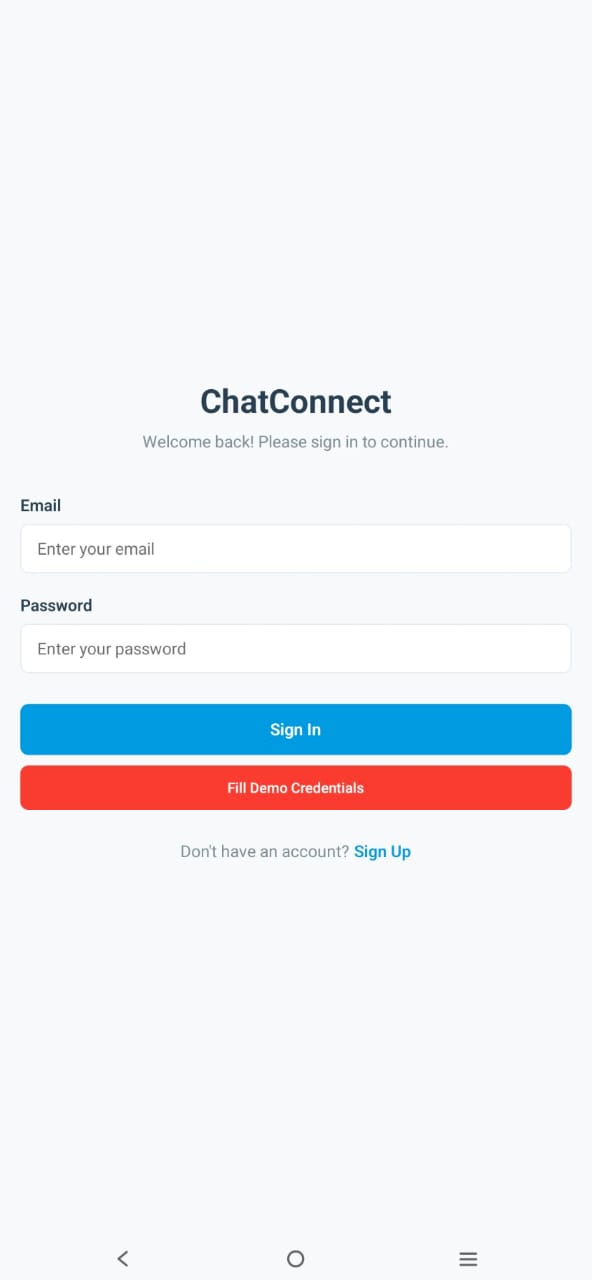 ChatConnect
Welcome back! Please sign in to continue.
Email
Enter your email
Password
Enter your password
Sign In
Fill Demo Credentials
Don't have an account? Sign Up